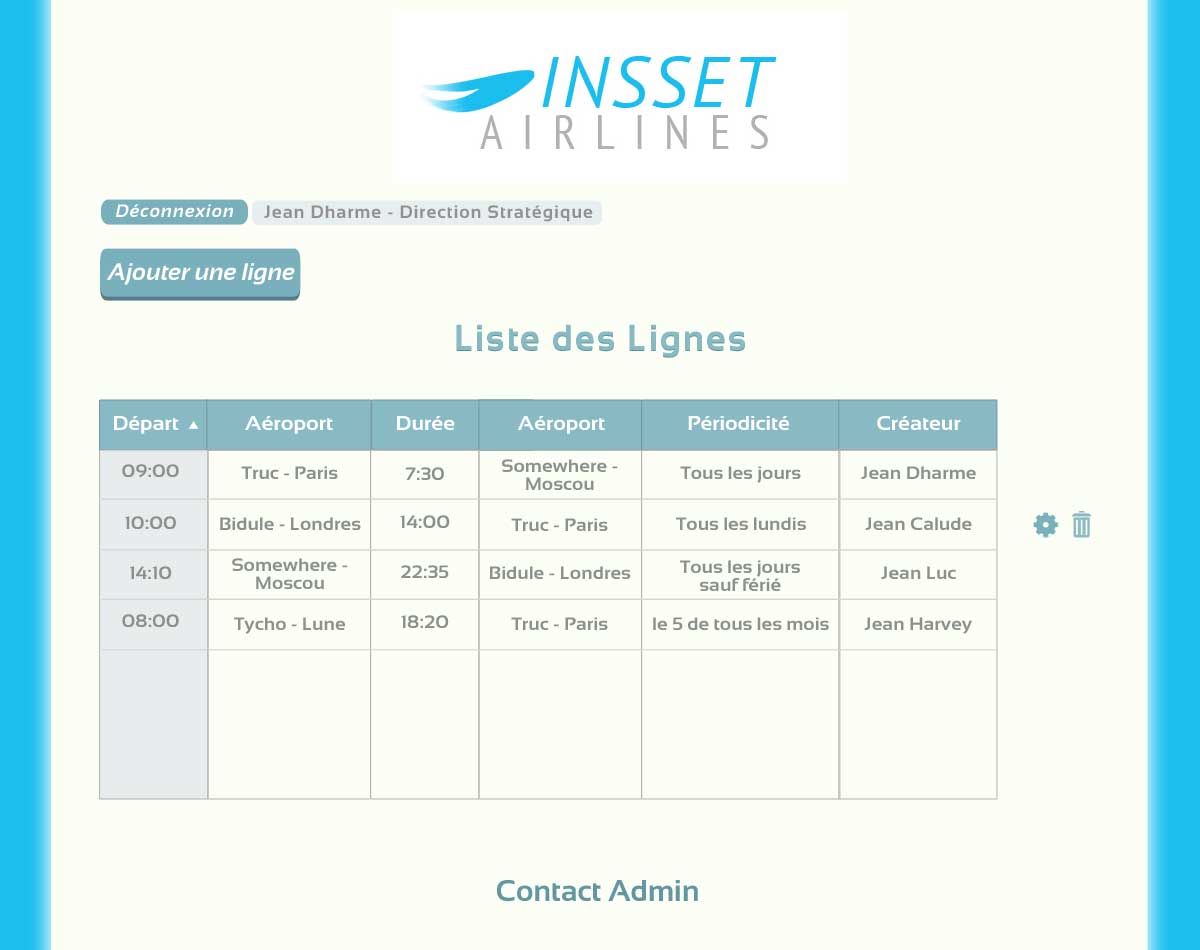 INSSET
AIRLINES
Déconnexion Jean Dharme - Direction Stratégique
Ajouter une ligne
Liste des Lignes
Départ ▲ Aéroport Durée Aéroport Périodicité Créateur
09:00 Truc - Paris 7:30 Somewhere - Moscou Tous les jours Jean Dharme
10:00 Bidule - Londres 14:00 Truc - Paris Tous les lundis Jean Calude
14:10 Somewhere - Moscou 22:35 Bidule - Londres Tous les jours sauf férié Jean Luc
08:00 Tycho - Lune 18:20 Truc - Paris le 5 de tous les mois Jean Harvey
Contact Admin